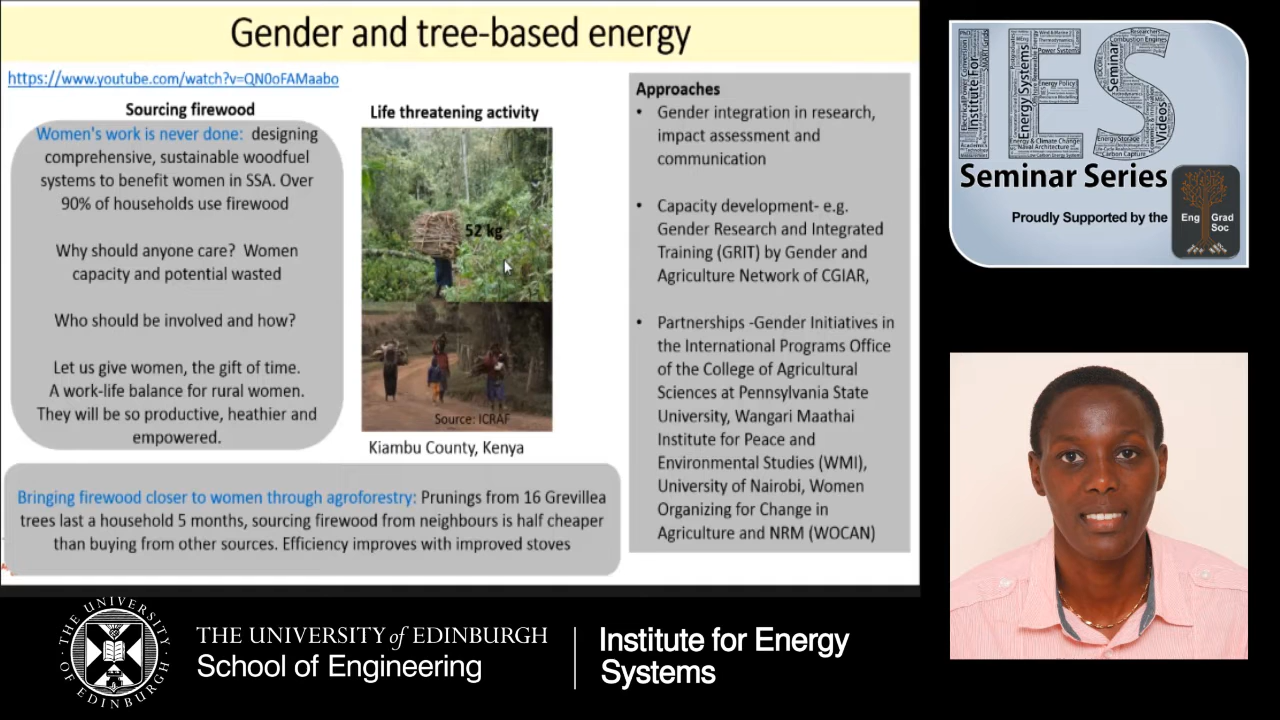 Gender and tree-based energy
https://www.youtube.com/watch?v=QN0oFAMaabo
Sourcing firewood
Women's work is never done: designing
comprehensive, sustainable woodfuel
systems to benefit women in SSA. Over
90% of households use firewood
Why should anyone care? Women
capacity and potential wasted
Who should be involved and how?
Let us give women, the gift of time.
A work-life balance for rural women.
They will be so productive, heathier and
empowered.
Life threatening activity
52 kg
Source: ICRAF
Kiambu County, Kenya
Bringing firewood closer to women through agroforestry: Prunings from 16 Grevillea
trees last a household 5 months, sourcing firewood from neighbours is half cheaper
than buying from other sources. Efficiency improves with improved stoves
Approaches
• Gender integration in research,
impact assessment and
communication
• Capacity development- e.g.
Gender Research and Integrated
Training (GRIT) by Gender and
Agriculture Network of CGIAR,
• Partnerships -Gender Initiatives in
the International Programs Office
of the College of Agricultural
Sciences at Pennsylvania State
University, Wangari Maathai
Institute for Peace and
Environmental Studies (WMI),
University of Nairobi, Women
Organizing for Change in
Agriculture and NRM (WOCAN)
IES
Seminar Series
Proudly Supported by the
Eng Grad
Soc
THE UNIVERSITY OF EDINBURGH
THE UNIVERSITY of EDINBURGH
School of Engineering
Institute for Energy
Systems